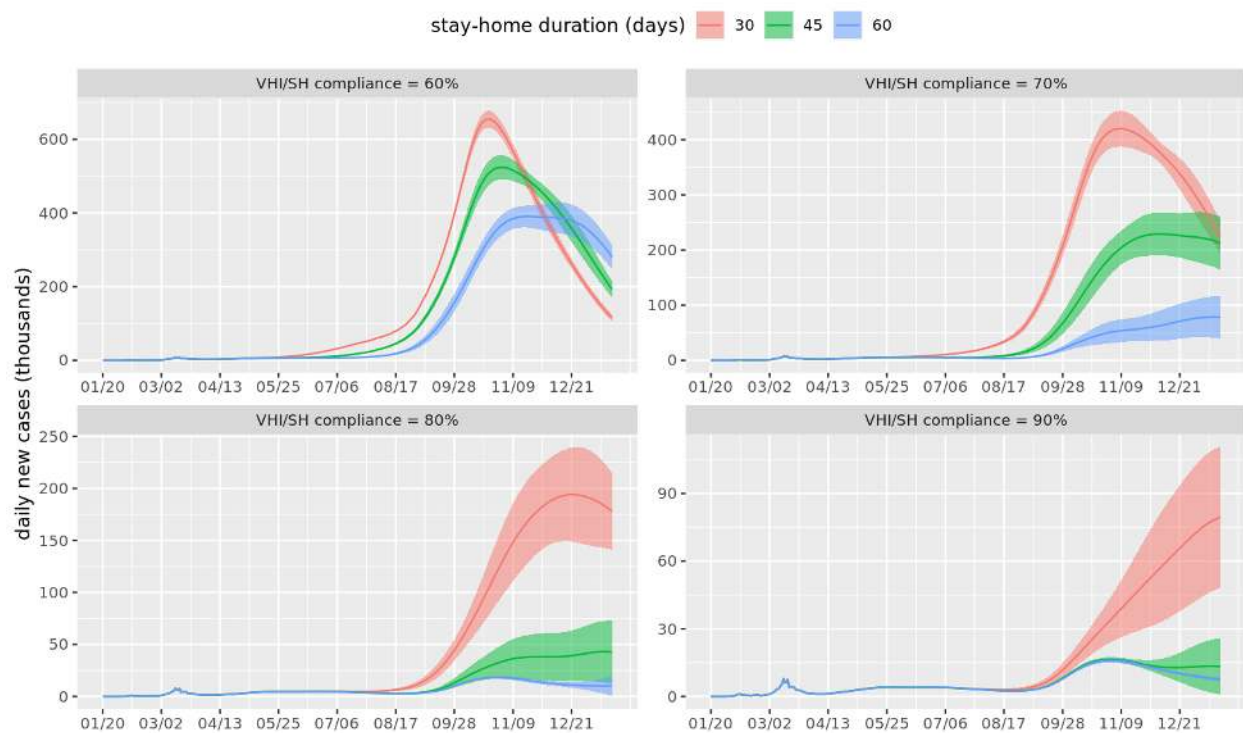 stay-home duration (days) 30 45 60
daily new cases (thousands)
VHI/SH compliance = 60%
600
400
200
0
01/20 03/02 04/13 05/25 07/06 08/17 09/28 11/09 12/21
VHI/SH compliance = 70%
400
300
200
100
0
01/20 03/02 04/13 05/25 07/06 08/17 09/28 11/09 12/21
VHI/SH compliance = 80%
250
200
150
100
50
0
01/20 03/02 04/13 05/25 07/06 08/17 09/28 11/09 12/21
VHI/SH compliance = 90%
90
60
30
0
01/20 03/02 04/13 05/25 07/06 08/17 09/28 11/09 12/21